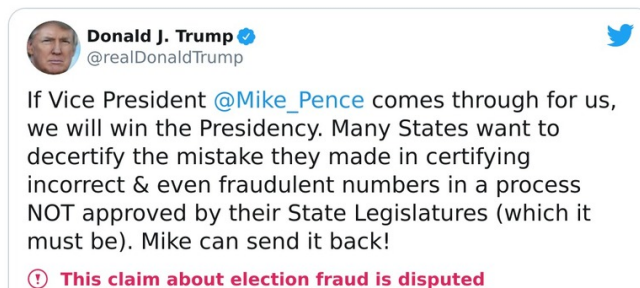 Donald J. Trump
@realDonaldTrump
If Vice President @Mike_Pence comes through for us,
we will win the Presidency. Many States want to
decertify the mistake they made in certifying
incorrect & even fraudulent numbers in a process
NOT approved by their State Legislatures (which it
must be). Mike can send it back!
This claim about election fraud is disputed